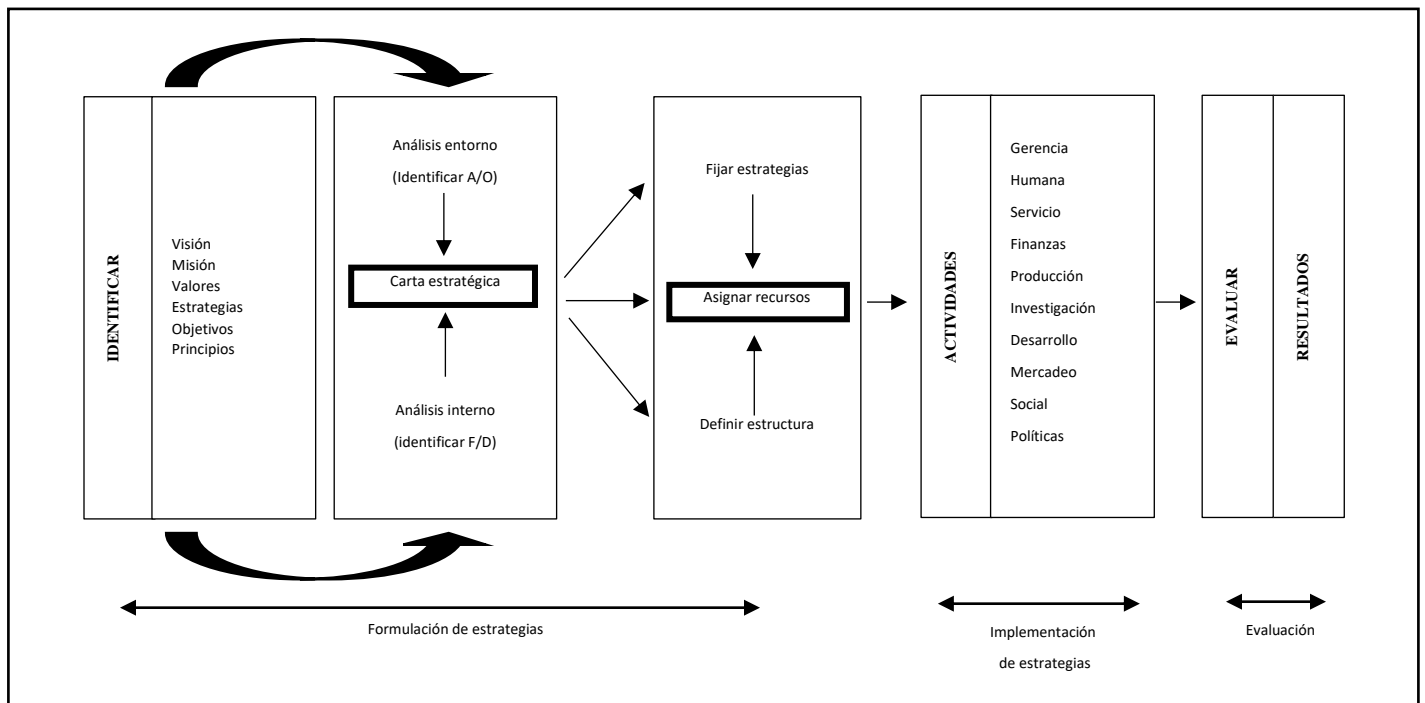 IDENTIFICAR
Visión
Misión
Valores
Estrategias
Objetivos
Principios
Análisis entorno
(Identificar A/O)
Carta estratégica
Análisis interno
(identificar F/D)
Fijar estrategias
Asignar recursos
Definir estructura
ACTIVIDADES
Gerencia
Humana
Servicio
Finanzas
Producción
Investigación
Desarrollo
Mercadeo
Social
Políticas
EVALUAR
RESULTADOS
Formulación de estrategias
Implementación
de estrategias
Evaluación